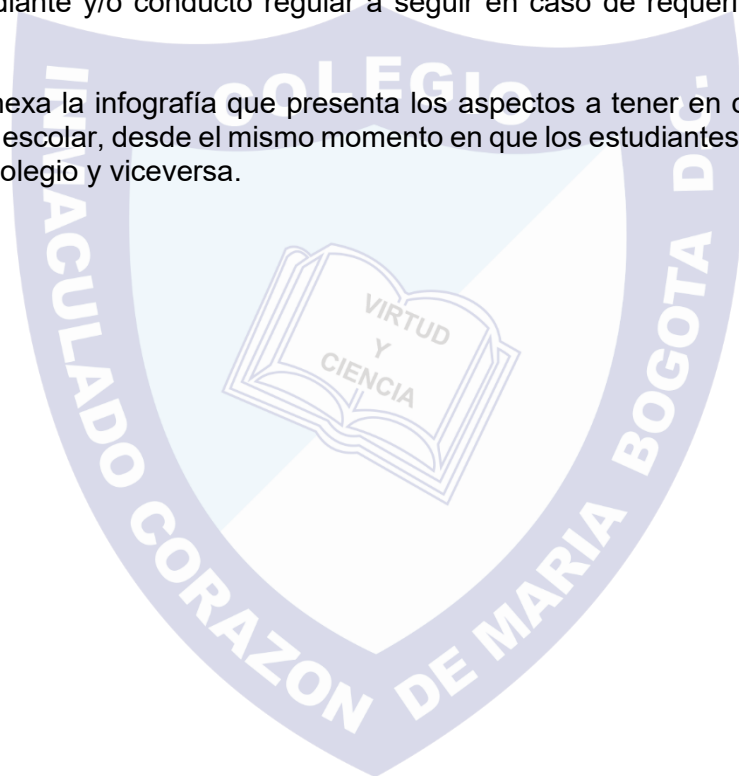 diante y/o conducto regular a seguir en caso de requeri
COLEGIO
nexa la infografía que presenta los aspectos a tener en c
escolar, desde el mismo momento en que los estudiantes
olegio y viceversa.
INMACULADO CORAZON DE MARIA BOGOTA D.C.
VIRTUD
Y
CIENCIA